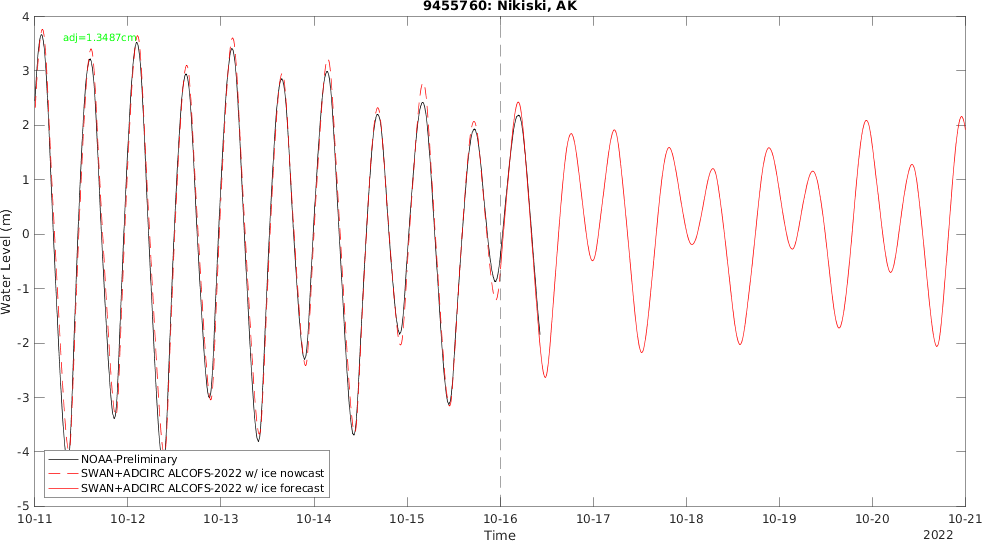 9455760: Nikiski, AK
adj=1.3487cm
4
3
2
1
0
-1
-2
-3
-4
-5
Water Level (m)
NOAA-Preliminary
SWAN+ADCIRC ALCOFS-2022 w/ ice nowcast
SWAN+ADCIRC ALCOFS-2022 w/ ice forecast
10-11 10-12 10-13 10-14 10-15 10-16 10-17 10-18 10-19 10-20 10-21
Time
2022